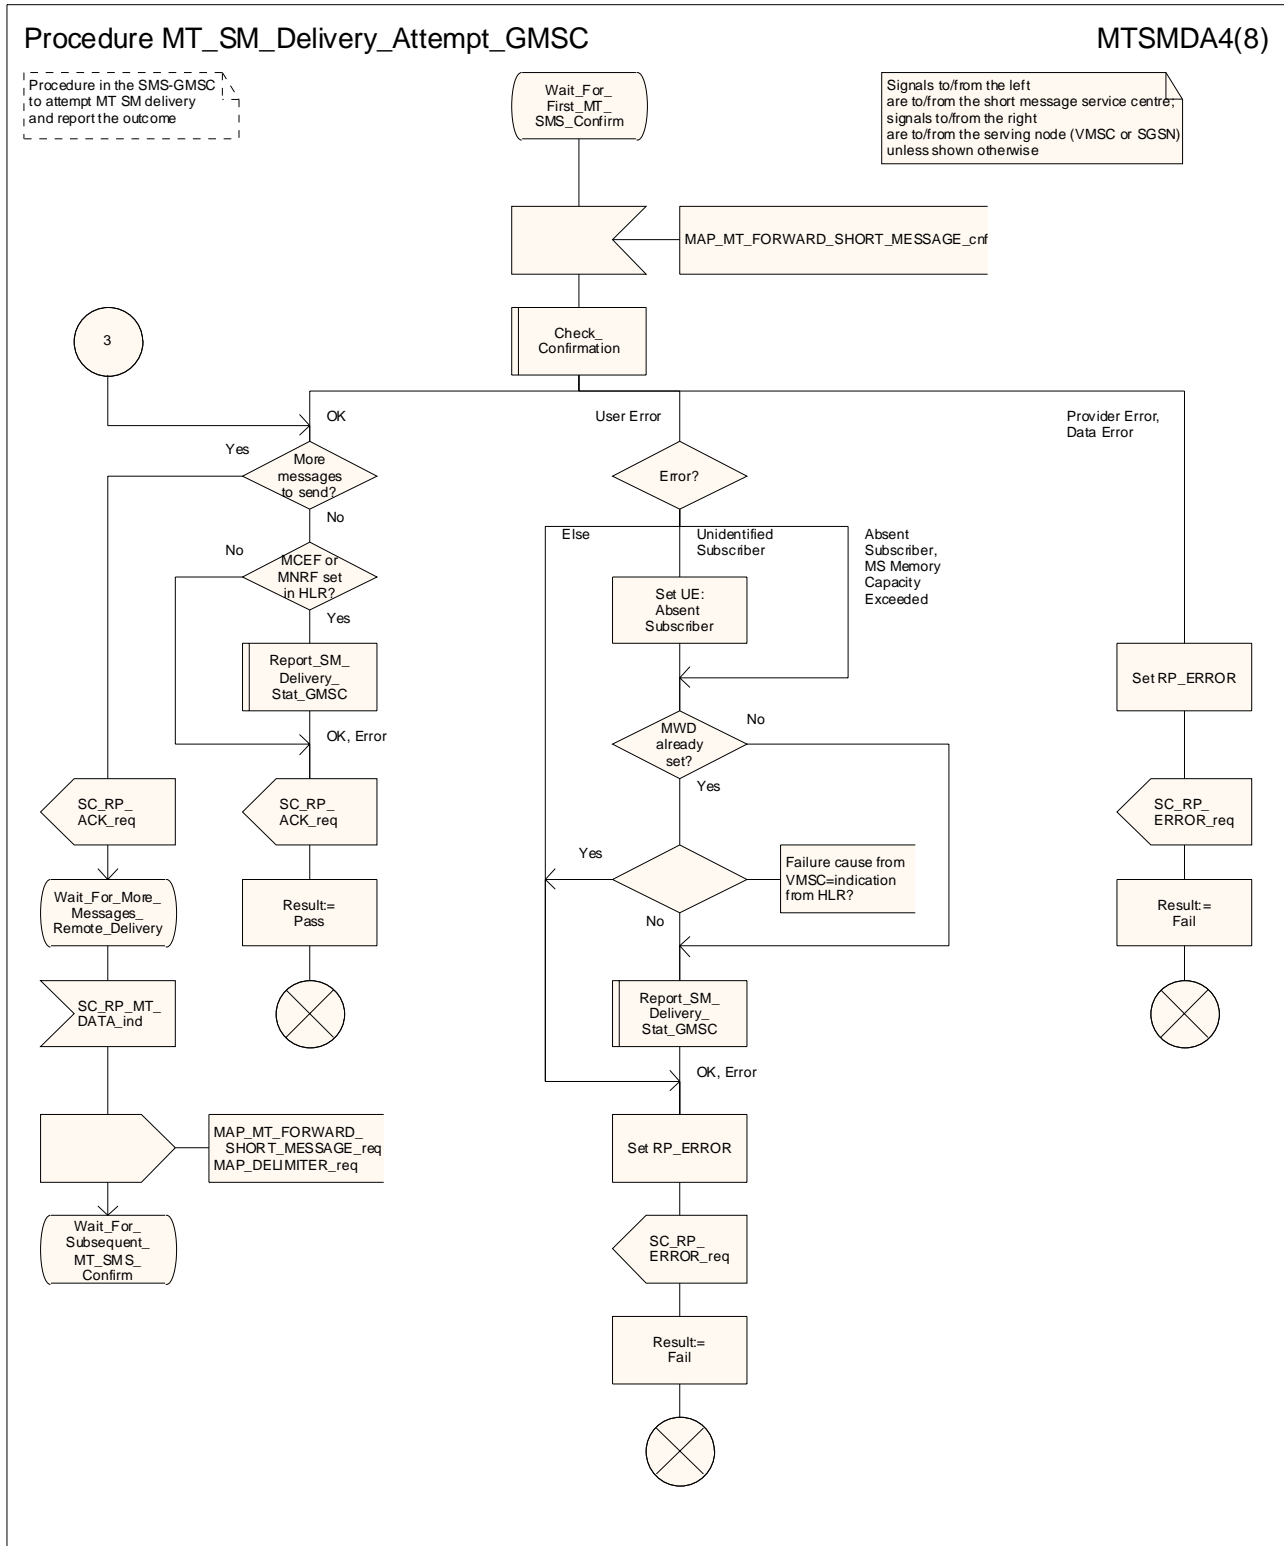 Procedure MT_SM_Delivery_Attempt_GMSC
MTSMDA4(8)
Procedure in the SMS-GMSC
to attempt MT SM delivery
and report the outcome
Wait_For_
First_MT_
SMS_Confirm
Signals to/from the left
are to/from the short message service centre;
signals to/from the right
are to/from the serving node (VMSC or SGSN)
unless shown otherwise
MAP_MT_FORWARD_SHORT_MESSAGE_cnf
Check_
Confirmation
3
OK
User Error
Provider Error,
Data Error
Yes
More
messages
to send?
Error?
No
Else
Unidentified
Subscriber
Absent
Subscriber,
MS Memory
Capacity
Exceeded
No
MCEF or
MNRF set
in HLR?
Yes
Set UE:
Absent
Subscriber
Report_SM_
Delivery_
Stat_GMSC
Set RP_ERROR
OK, Error
MWD
already
set?
No
Yes
SC_RP_
ACK_req
SC_RP_
ACK_req
SC_RP_
ERROR_req
Yes
Failure cause from
VMSC=indication
from HLR?
No
Wait_For_More_
Messages_
Remote_Delivery
Result:=
Pass
Result:=
Fail
SC_RP_MT_
DATA_ind
Report_SM_
Delivery_
Stat_GMSC
OK, Error
MAP_MT_FORWARD_
SHORT_MESSAGE_req
MAP_DELIMITER_req
Set RP_ERROR
Wait_For_
Subsequent_
MT_SMS_
Confirm
SC_RP_
ERROR_req
Result:=
Fail